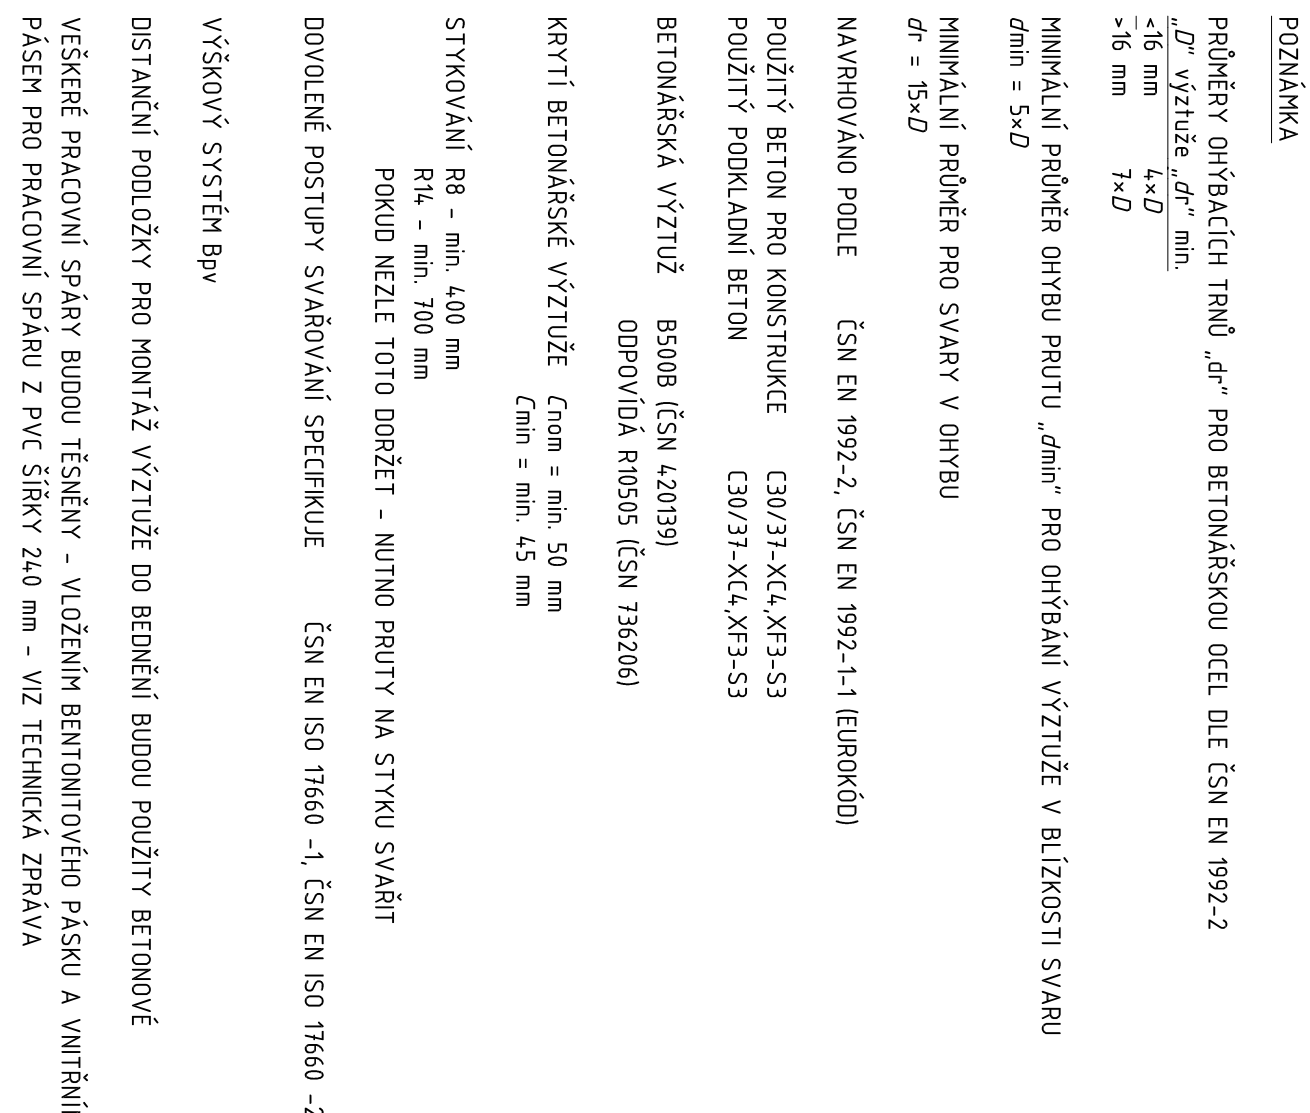 POZNÁMKA
PRŮMĚRY OHÝBACÍCH TRNŮ „dr“ PRO BETONÁŘSKOU OCEL DLE ČSN EN 1992-2
„D“ výztuže „dr“ min.
≤16 mm 4×D
>16 mm 7×D
MINIMÁLNÍ PRŮMĚR OHYBU PRUTU „dmin“ PRO OHÝBÁNÍ VÝZTUŽE V BLÍZKOSTI SVARU
dmin = 5×D
MINIMÁLNÍ PRŮMĚR PRO SVARY V OHYBU
dr = 15×D
NAVRHOVÁNO PODLE ČSN EN 1992-2, ČSN EN 1992-1-1 (EUROKÓD)
POUŽITÝ BETON PRO KONSTRUKCE C30/37-XC4,XF3-S3
POUŽITÝ PODKLADNÍ BETON C30/37-XC4,XF3-S3
BETONÁŘSKÁ VÝZTUŽ B500B (ČSN 420139)
ODPOVÍDÁ R10505 (ČSN 736206)
KRYTÍ BETONÁŘSKÉ VÝZTUŽE Cnom = min. 50 mm
Cmin = min. 45 mm
STYKOVÁNÍ R8 - min. 400 mm
R14 - min. 700 mm
POKUD NEZLE TOTO DORŽET - NUTNO PRUTY NA STYKU SVAŘIT
DOVOLENÉ POSTUPY SVAŘOVÁNÍ SPECIFIKUJE ČSN EN ISO 17660 -1, ČSN EN ISO 17660 -2
VÝŠKOVÝ SYSTÉM Bpv
DISTANČNÍ PODLOŽKY PRO MONTÁŽ VÝZTUŽE DO BEDNĚNÍ BUDOU POUŽITY BETONOVÉ
VEŠKERÉ PRACOVNÍ SPÁRY BUDOU TĚSNĚNY - VLOŽENÍM BENTONITOVÉHO PÁSKU A VNITŘNÍ
PÁSEM PRO PRACOVNÍ SPÁRU Z PVC ŠÍŘKY 240 mm - VIZ TECHNICKÁ ZPRÁVA